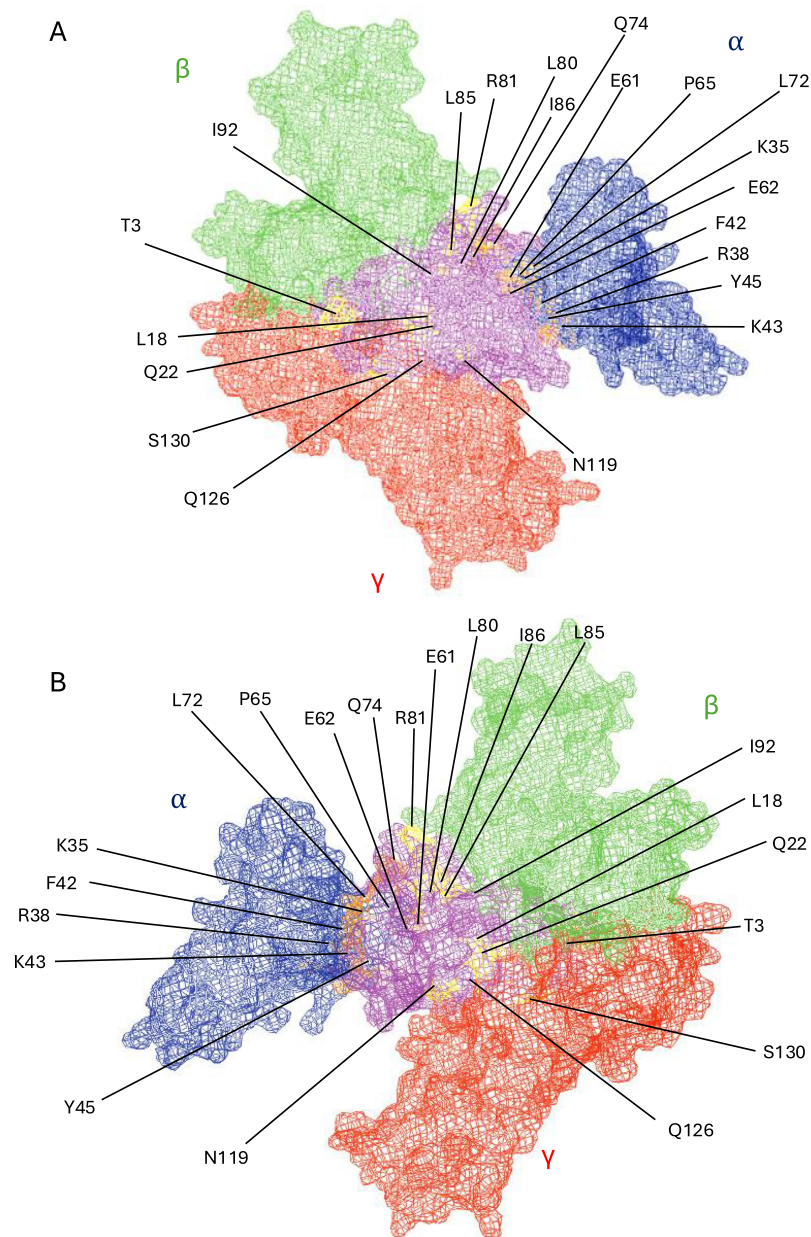 A
Q74
α
β
L80
E61
P65
L72
R81
L85
I86
I92
K35
E62
T3
F42
R38
Y45
K43
L18
Q22
S130
N119
Q126
γ
B
L80
I86
L85
E61
L72
P65
Q74
E62
R81
β
I92
α
L18
K35
Q22
F42
R38
T3
K43
S130
Y45
Q126
N119
γ